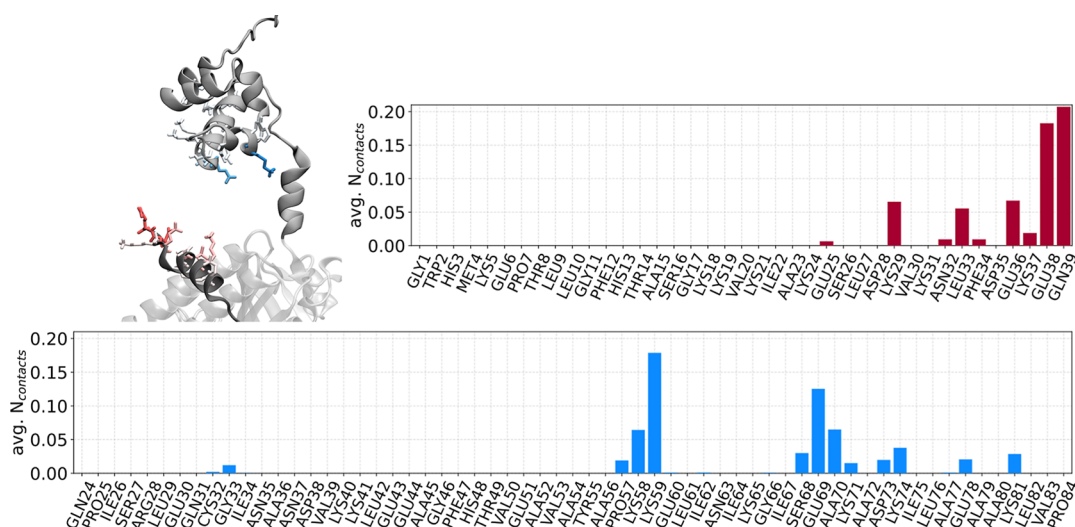 avg. N_contacts
0.20
0.15
0.10
0.05
0.00
GLY1 TRP2 HIS3 MET4 LYS5 GLU6 PRO7 THR8 LEU9 LEU10 GLY11 PHE12 HIS13 THR14 ALA15 SER16 GLY17 LYS18 LYS19 VAL20 LYS21 ILE22 ALA23 LYS24 GLU25 SER26 LEU27 ASP28 LYS29 VAL30 LYS31 ASN32 LEU33 PHE34 ASP35 GLU36 LYS37 GLU38 GLN39
avg. N_contacts
0.20
0.15
0.10
0.05
0.00
GLN24 PRO25 ILE26 SER27 ARG28 LEU29 GLU30 GLN31 CYS32 GLY33 ILE34 ASN35 ALA36 ASN37 ASP38 VAL39 LYS40 LYS41 LEU42 GLU43 GLU44 ALA45 GLY46 PHE47 HIS48 THR49 VAL50 GLU51 ALA52 VAL53 ALA54 TYR55 ALA56 PRO57 LYS58 LYS59 GLU60 LEU61 ILE62 ASN63 ILE64 LYS65 GLY66 ILE67 SER68 GLU69 ALA70 LYS71 ALA72 ASP73 LYS74 ILE75 LEU76 ALA77 GLU78 ALA79 ALA80 LYS81 LEU82 VAL83 PRO84